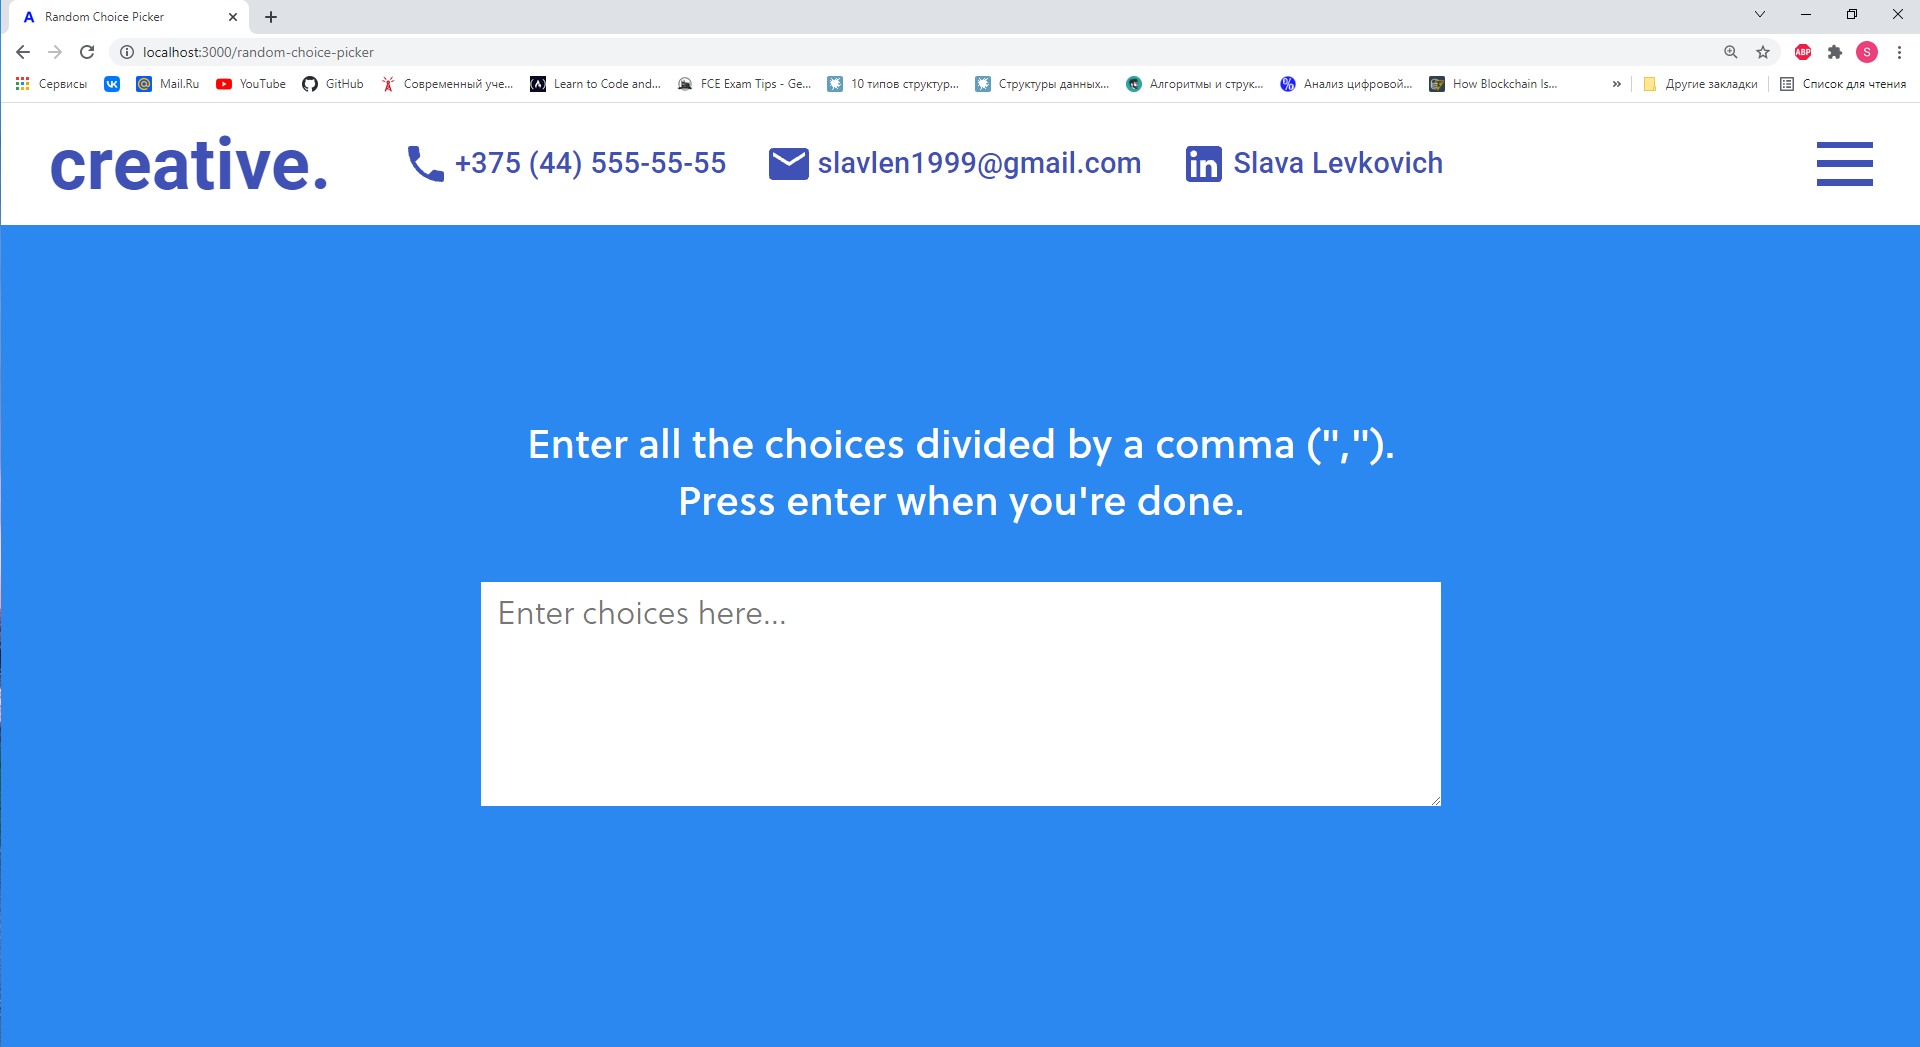 A Random Choice Picker
localhost:3000/random-choice-picker
ABP
S
Сервисы
Mail.Ru
YouTube
GitHub
Современный уче...
Learn to Code and...
FCE Exam Tips - Ge...
10 типов структур...
Структуры данных...
Алгоритмы и струк...
Анализ цифровой...
How Blockchain Is...
»
Другие закладки
Список для чтения
creative.
+375 (44) 555-55-55
slavlen1999@gmail.com
in Slava Levkovich
Enter all the choices divided by a comma (",").
Press enter when you're done.
Enter choices here...